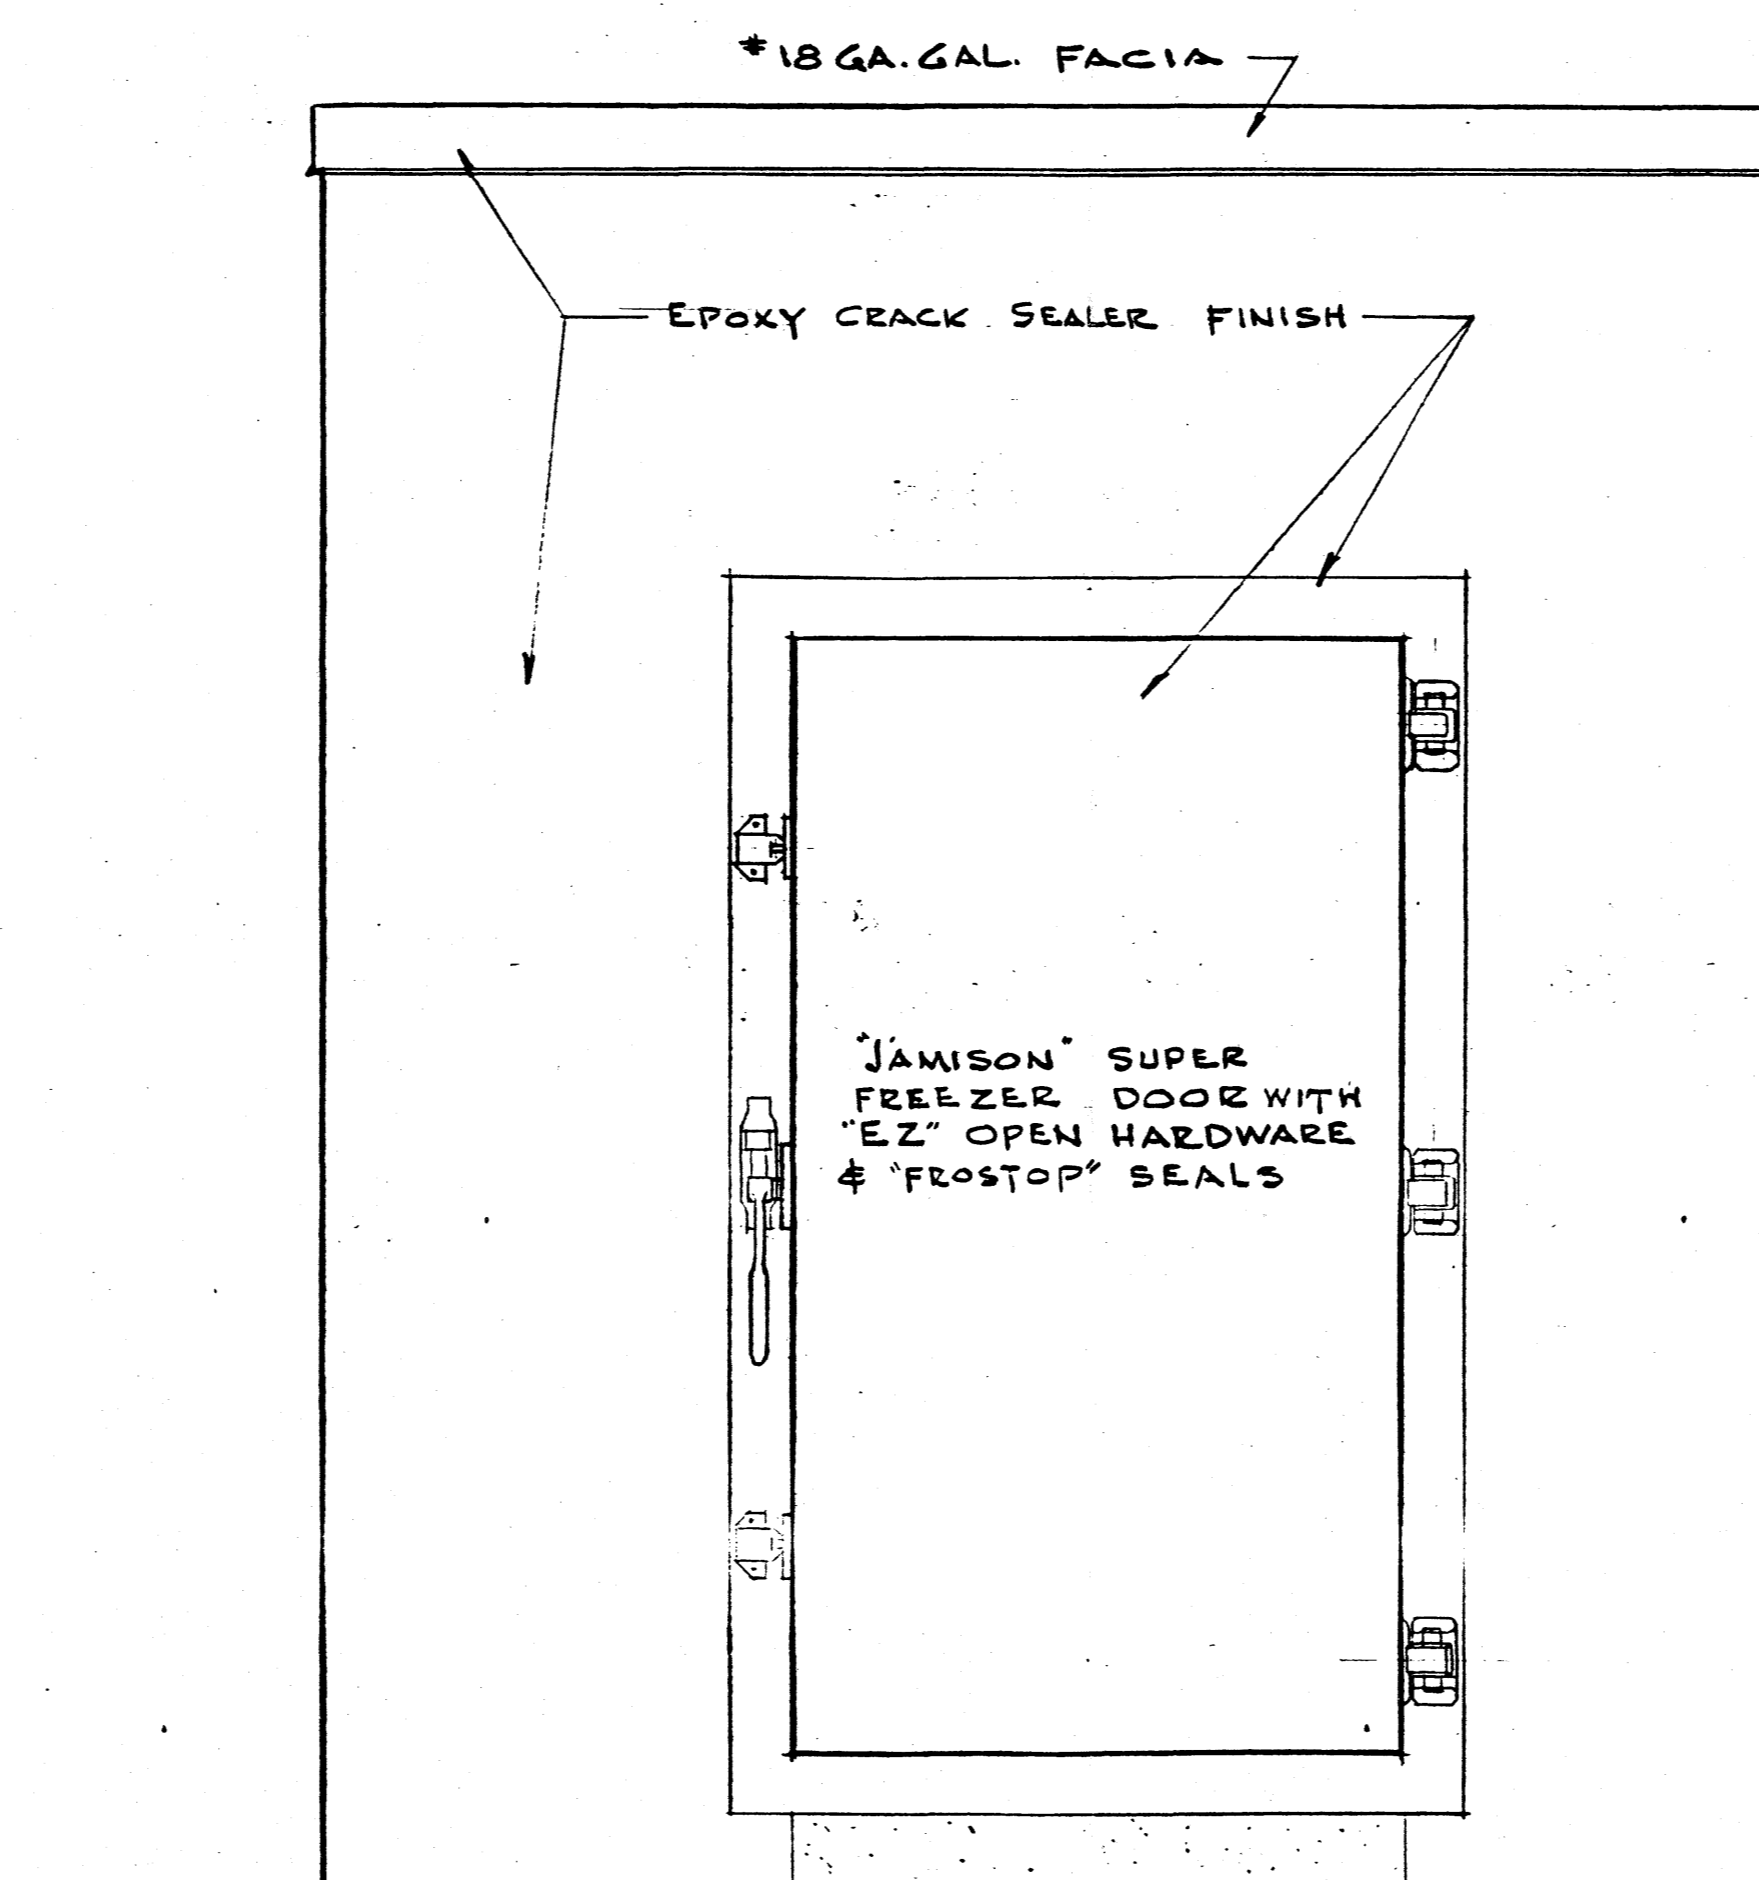 #18 GA. GAL. FACIA
EPOXY CRACK SEALER FINISH
"JAMISON" SUPER
FREEZER DOOR WITH
"EZ" OPEN HARDWARE
& "FROSTOP" SEALS